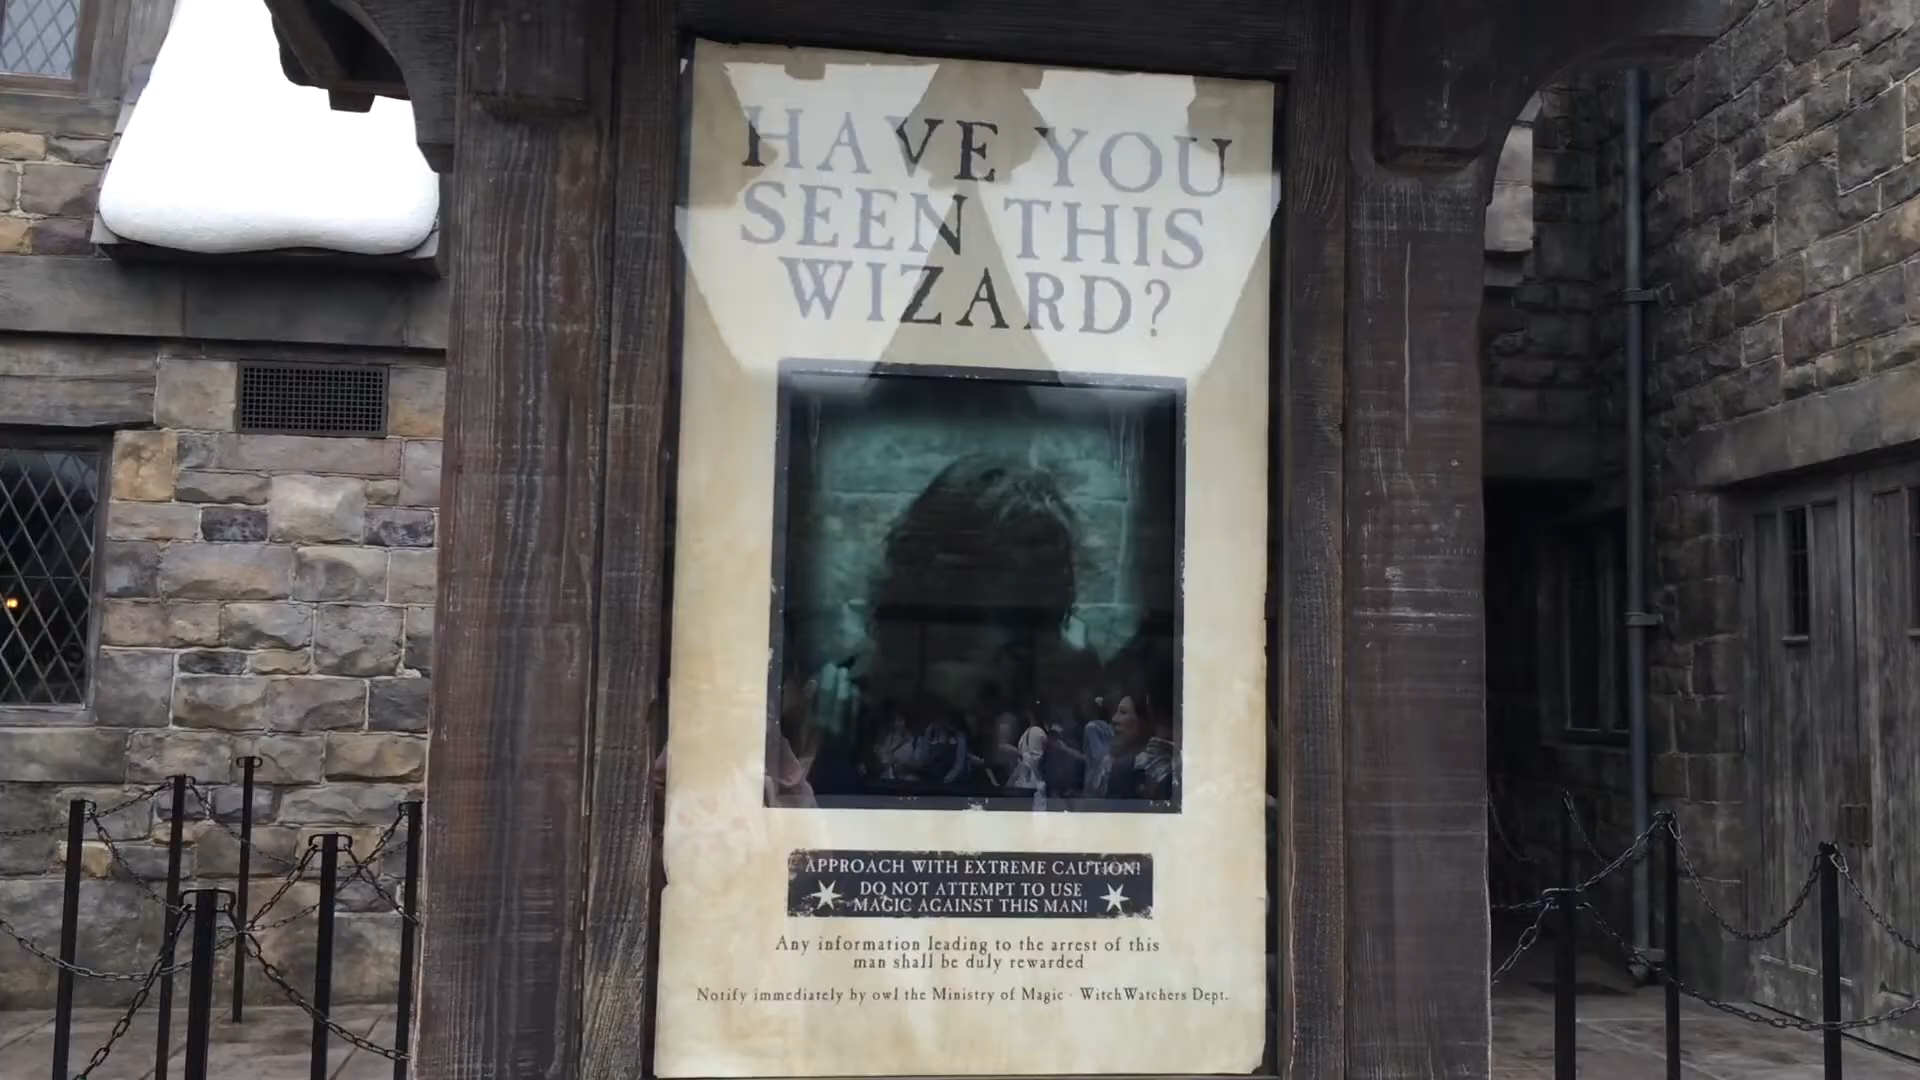 HAVE YOU
SEEN THIS
WIZARD?
APPROACH WITH EXTREME CAUTION!
DO NOT ATTEMPT TO USE
MAGIC AGAINST THIS MAN!
Any information leading to the arrest of this
man shall be duly rewarded
Notify immediately by owl the Ministry of Magic · WitchWatchers Dept.